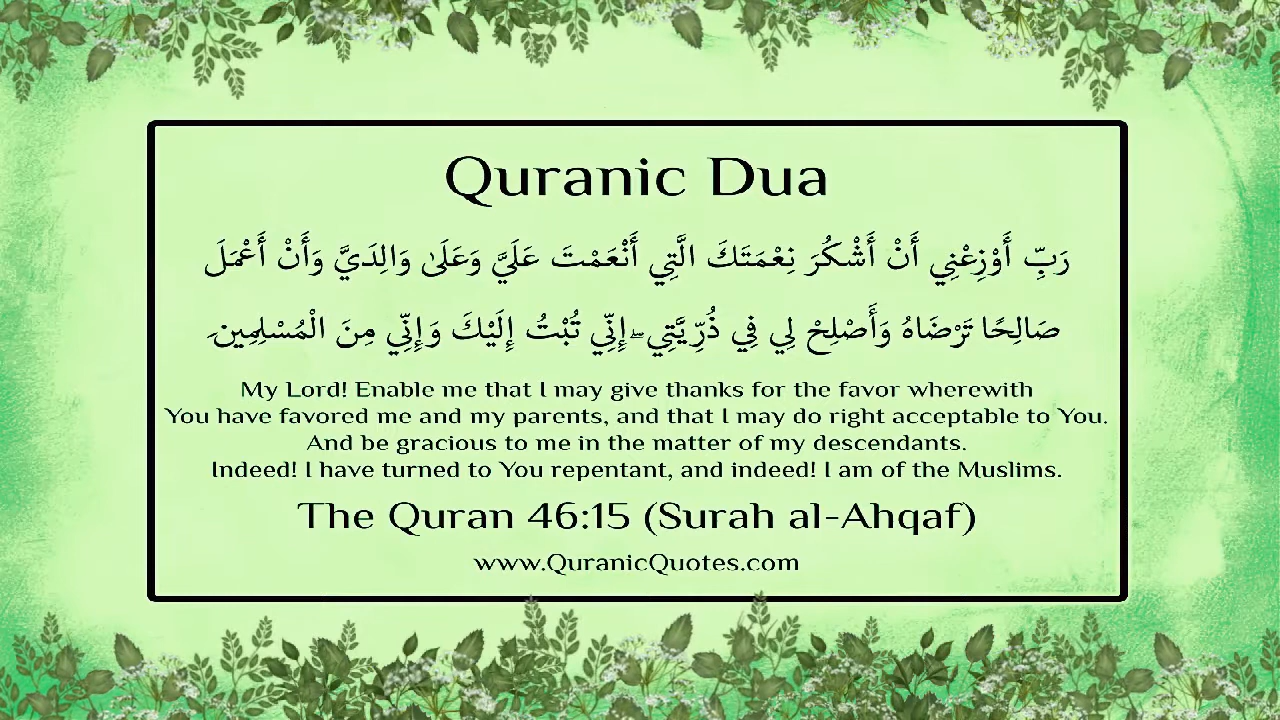 Quranic Dua
رَبِّ أَوْزِعْنِي أَنْ أَشْكُرَ نِعْمَتَكَ الَّتِي أَنْعَمْتَ عَلَيَّ وَعَلَىٰ وَالِدَيَّ وَأَنْ أَعْمَلَ
صَالِحًا تَرْضَاهُ وَأَصْلِحْ لِي فِي ذُرِّيَّتِي ۖ إِنِّي تُبْتُ إِلَيْكَ وَإِنِّي مِنَ الْمُسْلِمِين.
My Lord! Enable me that I may give thanks for the favor wherewith
You have favored me and my parents, and that I may do right acceptable to You.
And be gracious to me in the matter of my descendants.
Indeed! I have turned to You repentant, and indeed! I am of the Muslims.
The Quran 46:15 (Surah al-Ahqaf)
www.QuranicQuotes.com